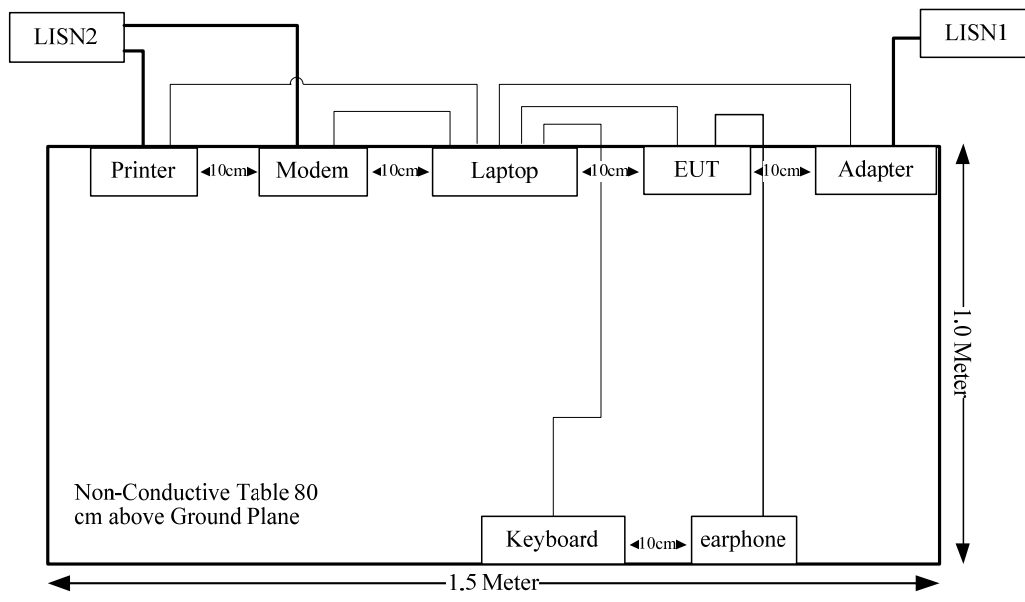 LISN2
LISN1
Printer
10cm
Modem
10cm
Laptop
10cm
EUT
10cm
Adapter
1.0 Meter
Non-Conductive Table 80
cm above Ground Plane
Keyboard
10cm
earphone
1.5 Meter